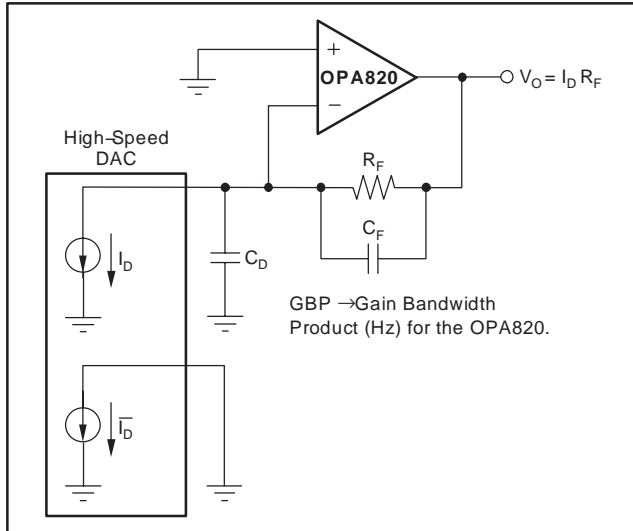 +
OPA820
−
V_O = I_D R_F
High–Speed
DAC
R_F
C_F
I_D
C_D
GBP →Gain Bandwidth
Product (Hz) for the OPA820.
I̅_D